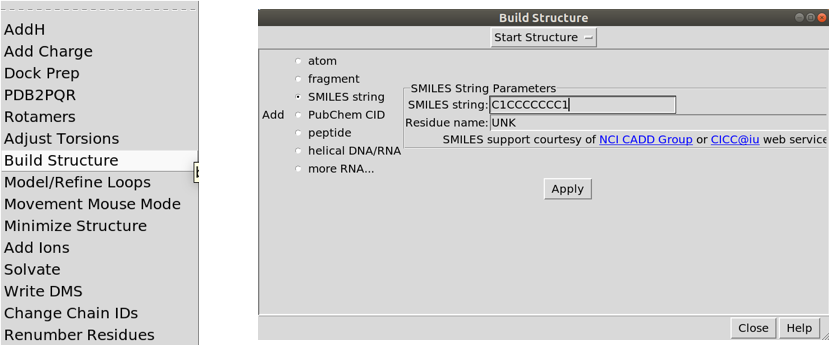 AddH
Add Charge
Dock Prep
PDB2PQR
Rotamers
Adjust Torsions
Build Structure
Model/Refine Loops
Movement Mouse Mode
Minimize Structure
Add Ions
Solvate
Write DMS
Change Chain IDs
Renumber Residues
Build Structure
Start Structure
Add
atom
fragment
SMILES string
PubChem CID
peptide
helical DNA/RNA
more RNA...
SMILES String Parameters
SMILES string: C1CCCCCCC1
Residue name: UNK
SMILES support courtesy of NCI CADD Group or CICC@iu web service
Apply
Close Help